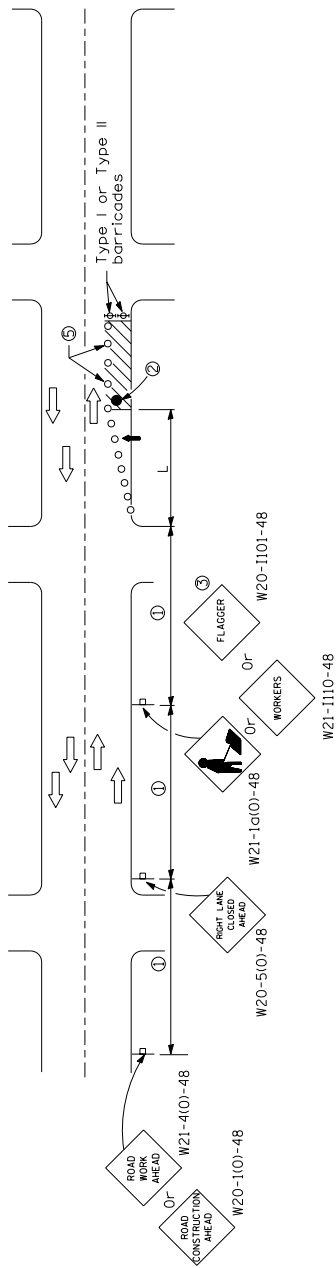 ROAD
WORK
AHEAD
W21-4(O)-48
Or
ROAD
CONSTRUCTION
AHEAD
W20-1(O)-48
①
RIGHT LANE
CLOSED
AHEAD
W20-5(O)-48
①
W21-1a(O)-48
Or
WORKERS
W21-I110-48
Or
③
FLAGGER
W20-I101-48
①
L
②
⑤
Type I or Type II
barricades